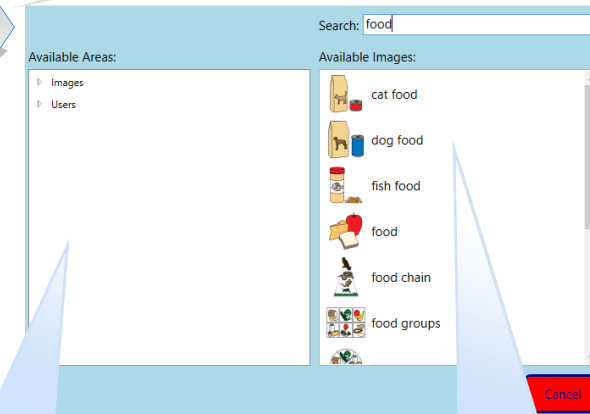 Search: food
Available Areas:
Available Images:
Images
Users
cat food
dog food
fish food
food
food chain
food groups
Cancel